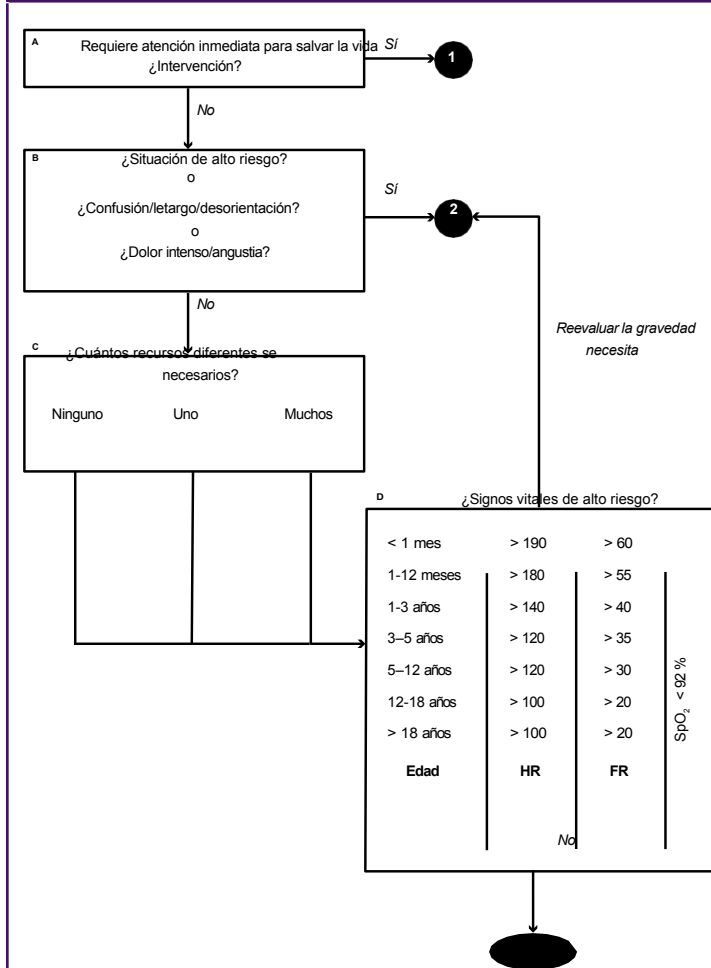 A
Requiere atención inmediata para salvar la vida
¿Intervención?
Sí
1
No
B
¿Situación de alto riesgo?
o
¿Confusión/letargo/desorientación?
o
¿Dolor intenso/angustia?
Sí
2
No
Reevaluar la gravedad
necesita
C
¿Cuántos recursos diferentes se
necesarios?
Ninguno Uno Muchos
D
¿Signos vitales de alto riesgo?
< 1 mes > 190 > 60
1-12 meses > 180 > 55
1-3 años > 140 > 40
3–5 años > 120 > 35
5–12 años > 120 > 30
12-18 años > 100 > 20
> 18 años > 100 > 20
Edad HR FR
SpO₂ < 92 %
No